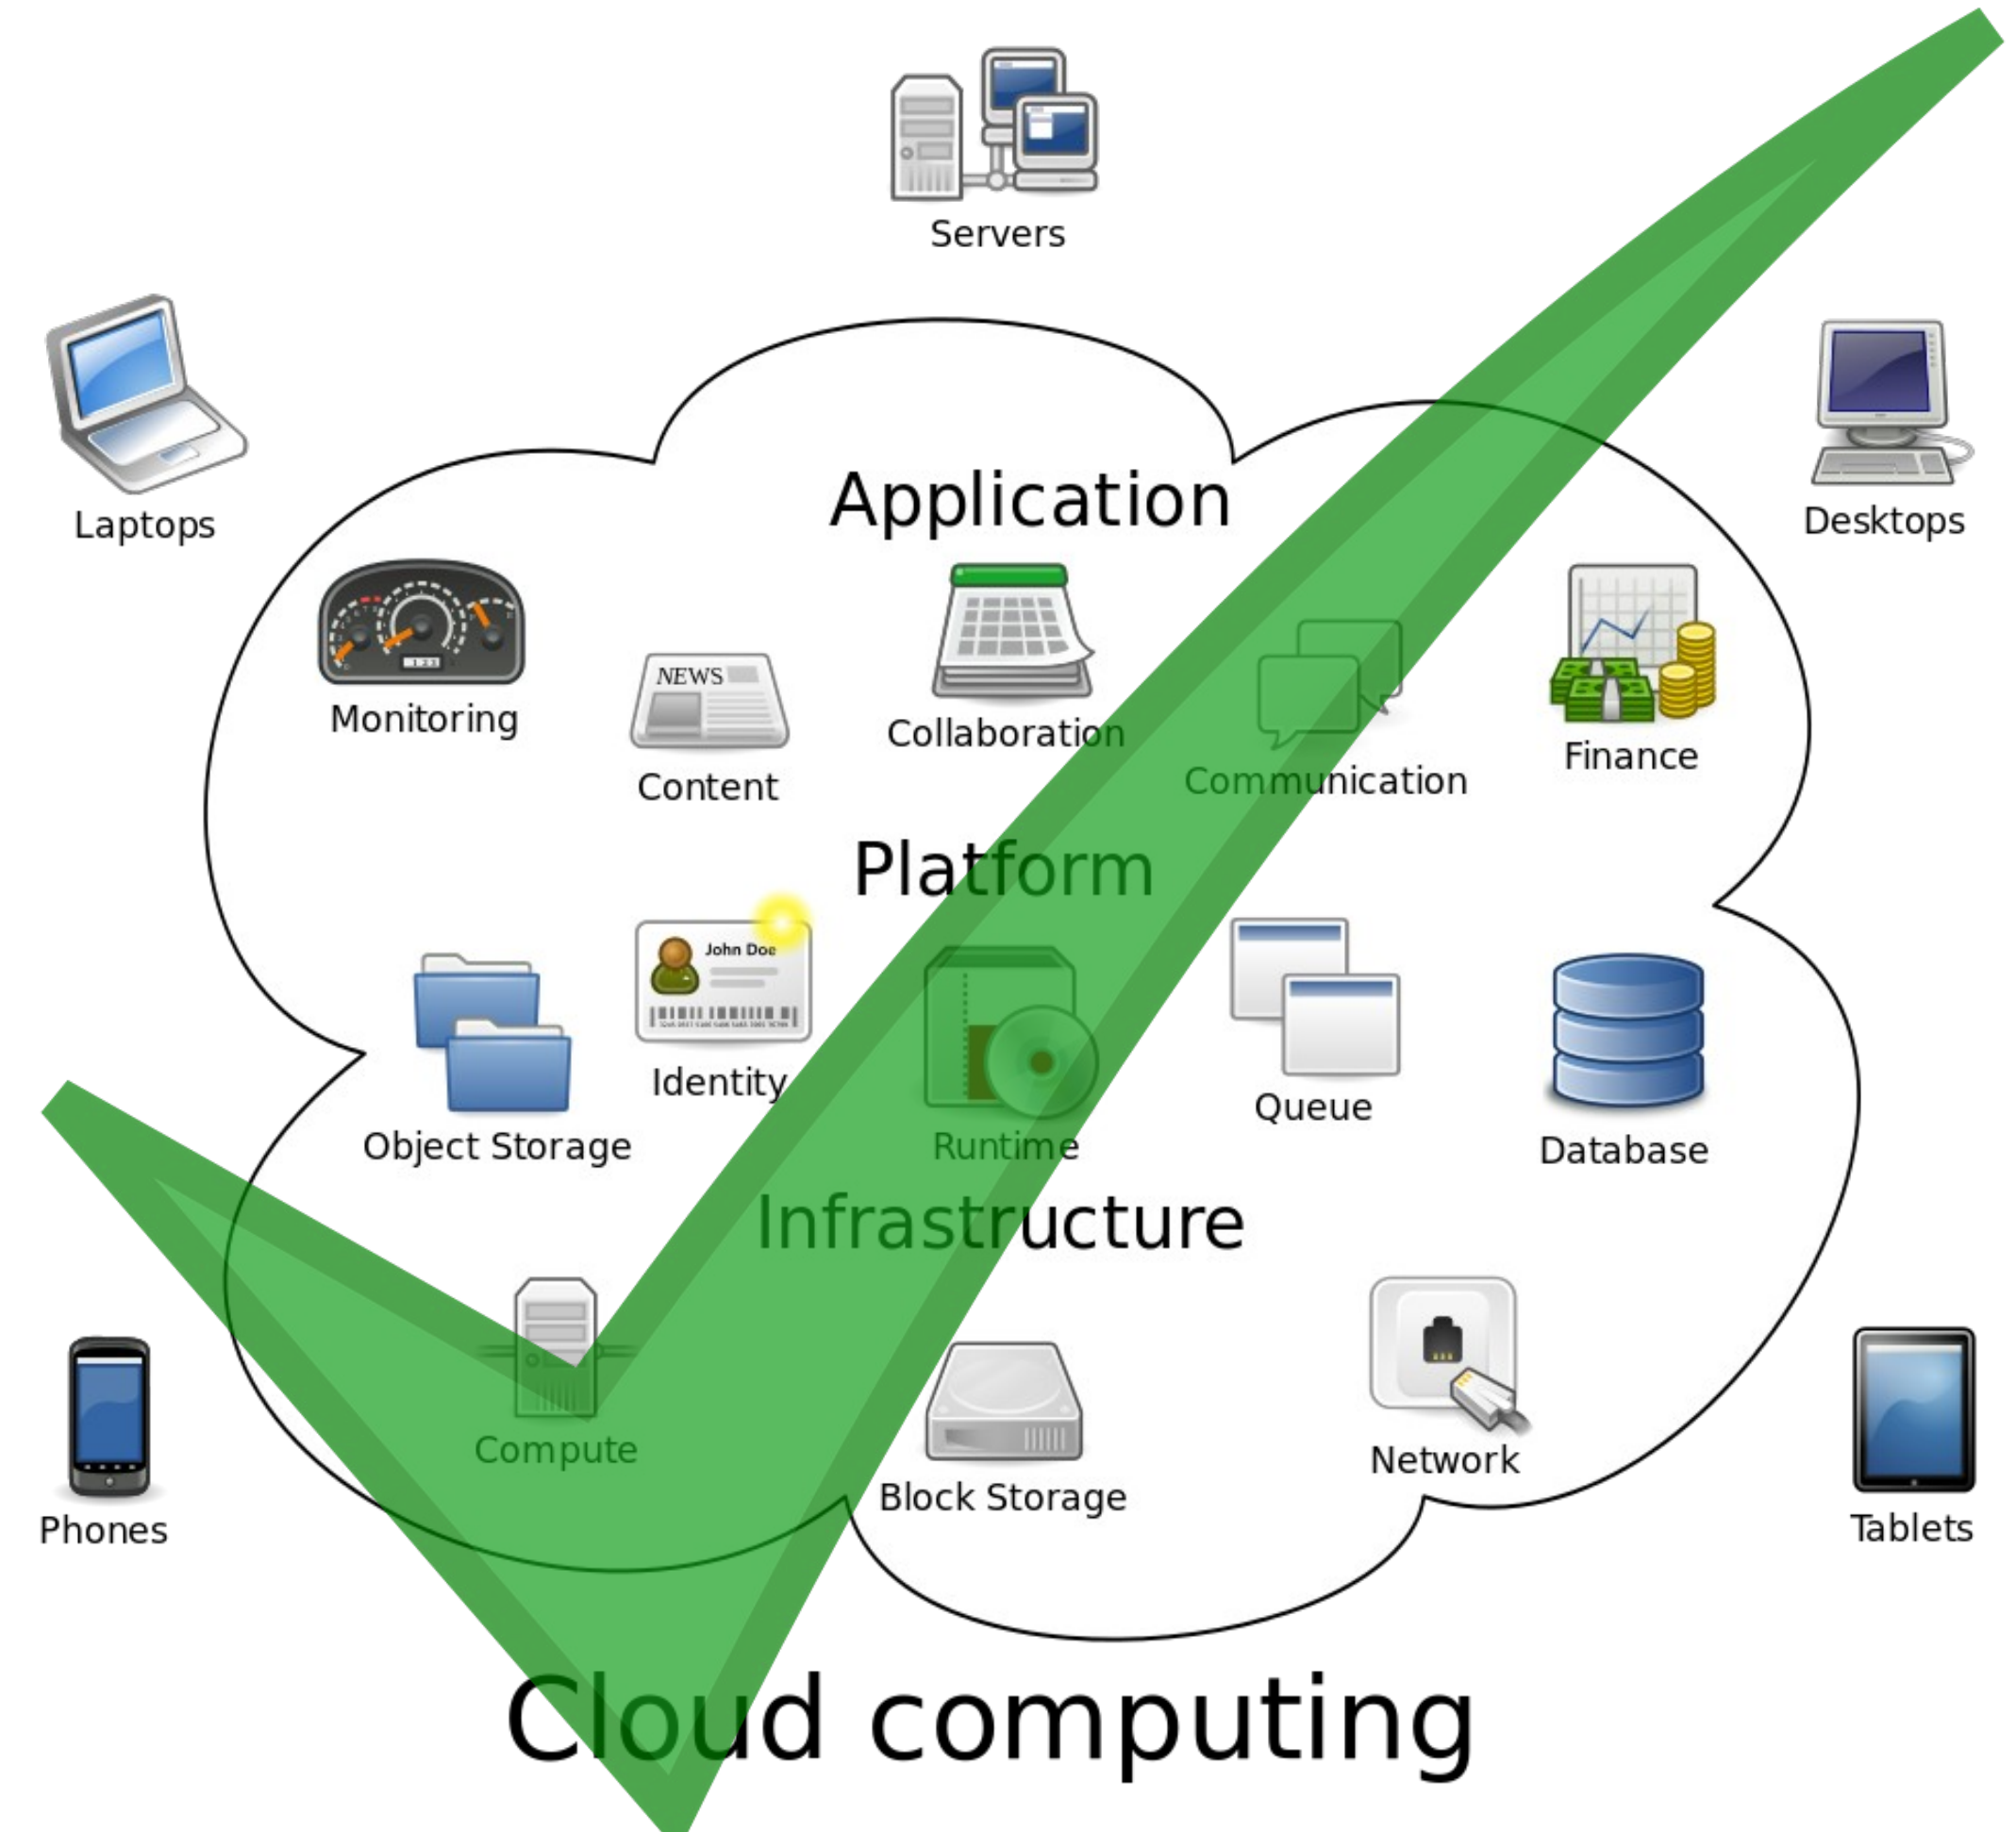 Servers
Laptops
Desktops
Application
Monitoring
NEWS
Content
Collaboration
Communication
Finance
Platform
John Doe
Object Storage
Identity
Runtime
Queue
Database
Infrastructure
Compute
Block Storage
Network
Phones
Tablets
Cloud computing